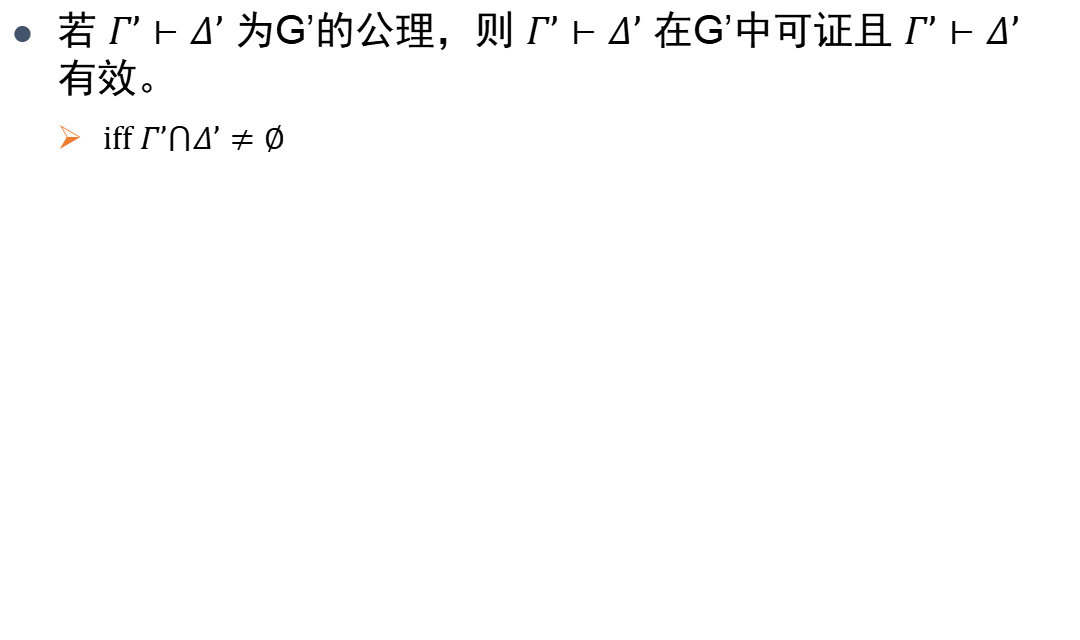 若 Γ’ ⊢ Δ’ 为G’的公理，则 Γ’ ⊢ Δ’ 在G’中可证且 Γ’ ⊢ Δ’
有效。
iff Γ’⋂Δ’ ≠ ∅